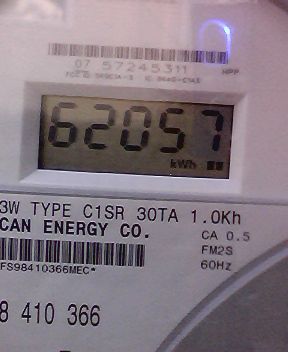 07 57245311
62057
kWh
3W TYPE C1SR 30TA 1.0Kh
CAN ENERGY CO.
CA 0.5
FM2S
60Hz
FS98410366MEC*
8 410 366